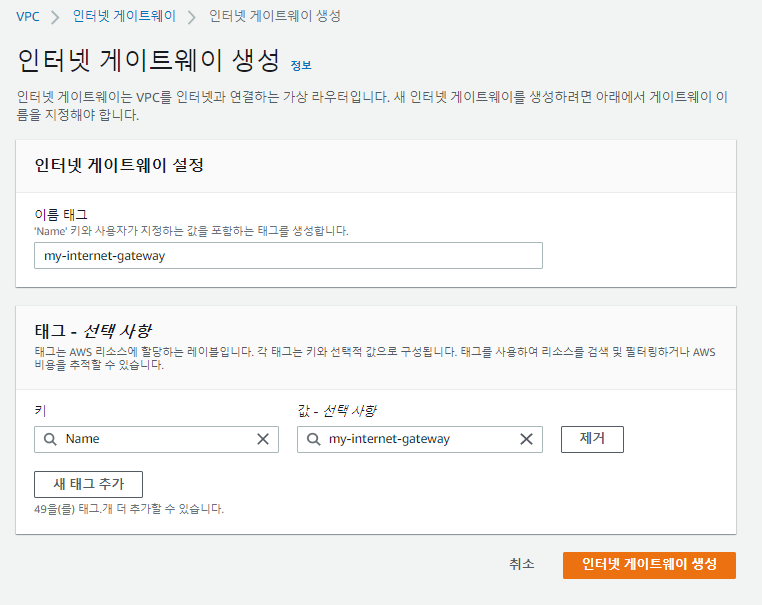 VPC > 인터넷 게이트웨이 > 인터넷 게이트웨이 생성
인터넷 게이트웨이 생성 정보
인터넷 게이트웨이는 VPC를 인터넷과 연결하는 가상 라우터입니다. 새 인터넷 게이트웨이를 생성하려면 아래에서 게이트웨이 이
름을 지정해야 합니다.
인터넷 게이트웨이 설정
이름 태그
'Name' 키와 사용자가 지정하는 값을 포함하는 태그를 생성합니다.
my-internet-gateway
태그 - 선택 사항
태그는 AWS 리소스에 할당하는 레이블입니다. 각 태그는 키와 선택적 값으로 구성됩니다. 태그를 사용하여 리소스를 검색 및 필터링하거나 AWS
비용을 추적할 수 있습니다.
키 값 - 선택 사항
Name my-internet-gateway 제거
새 태그 추가
49을(를) 태그.개 더 추가할 수 있습니다.
취소 인터넷 게이트웨이 생성